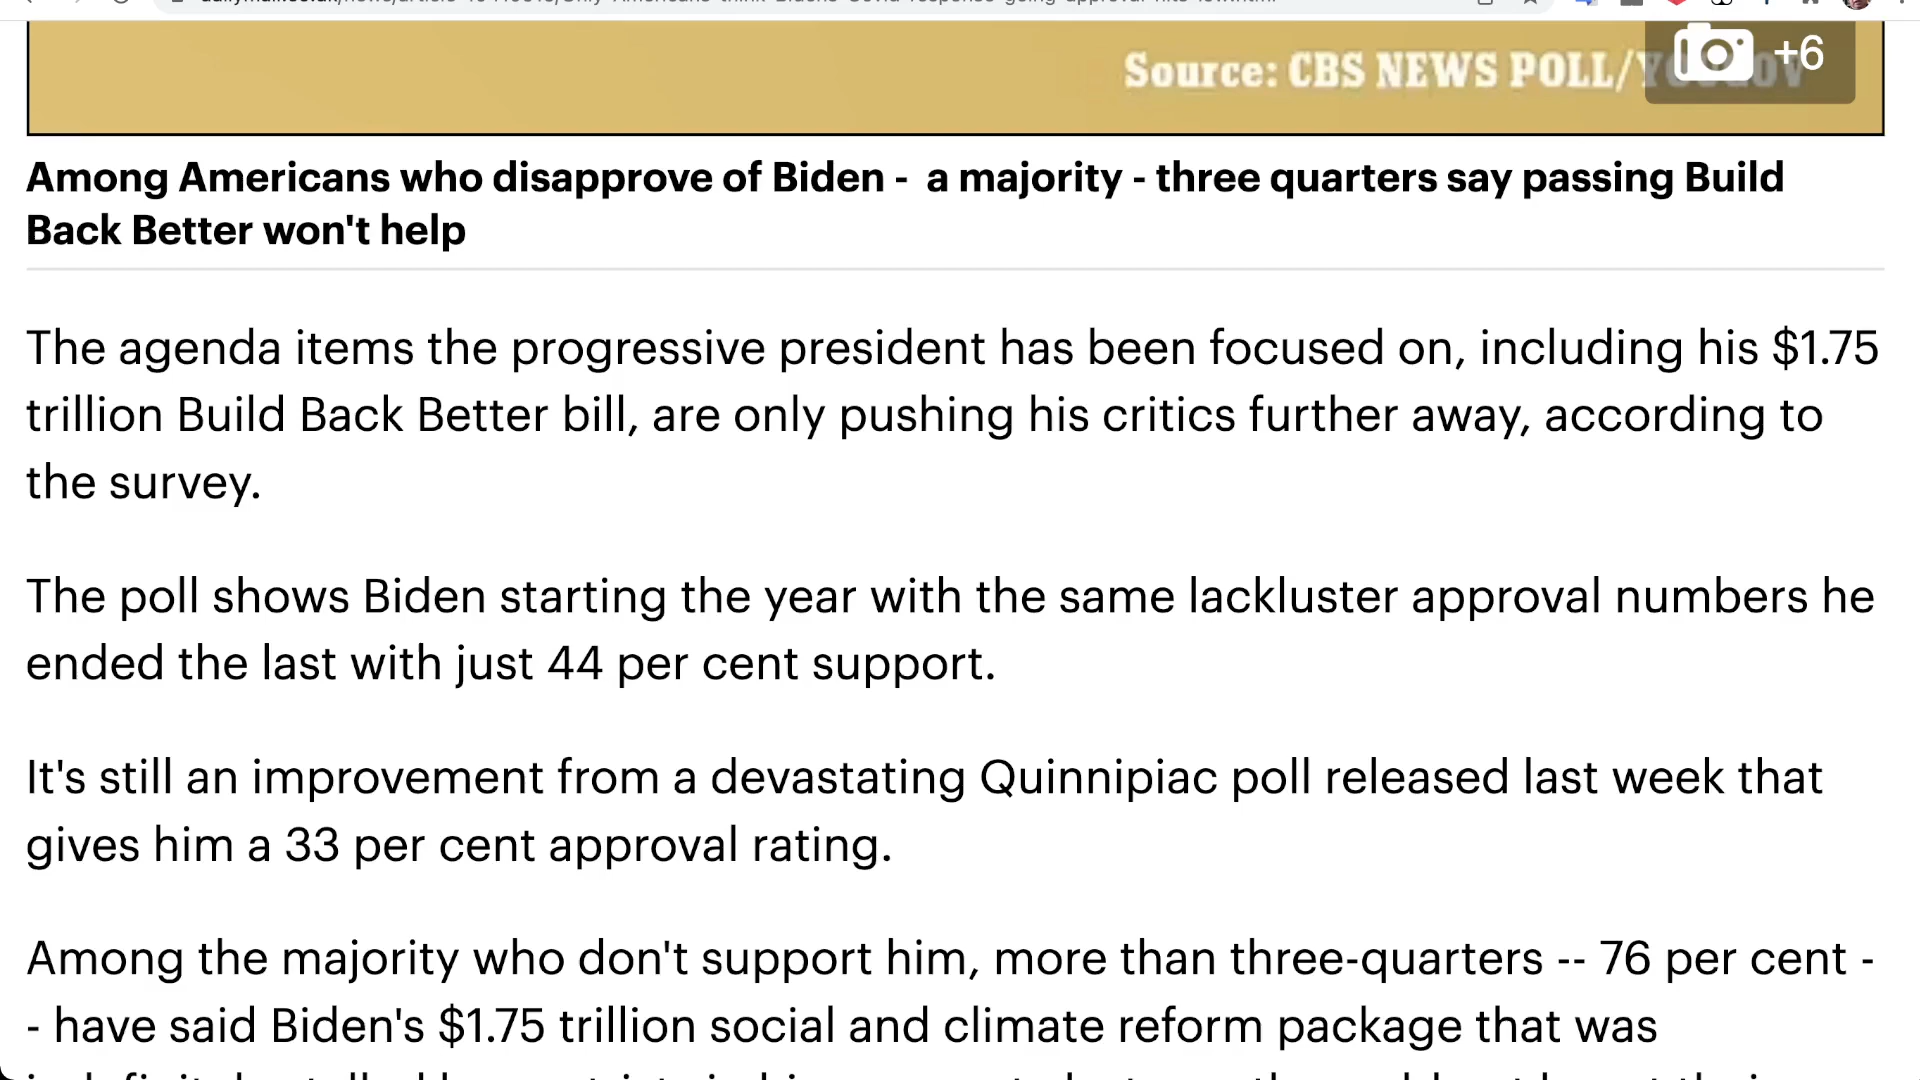 Source: CBS NEWS POLL/
+6
Among Americans who disapprove of Biden -  a majority - three quarters say passing Build
Back Better won't help
The agenda items the progressive president has been focused on, including his $1.75
trillion Build Back Better bill, are only pushing his critics further away, according to
the survey.
The poll shows Biden starting the year with the same lackluster approval numbers he
ended the last with just 44 per cent support.
It's still an improvement from a devastating Quinnipiac poll released last week that
gives him a 33 per cent approval rating.
Among the majority who don't support him, more than three-quarters -- 76 per cent -
- have said Biden's $1.75 trillion social and climate reform package that was